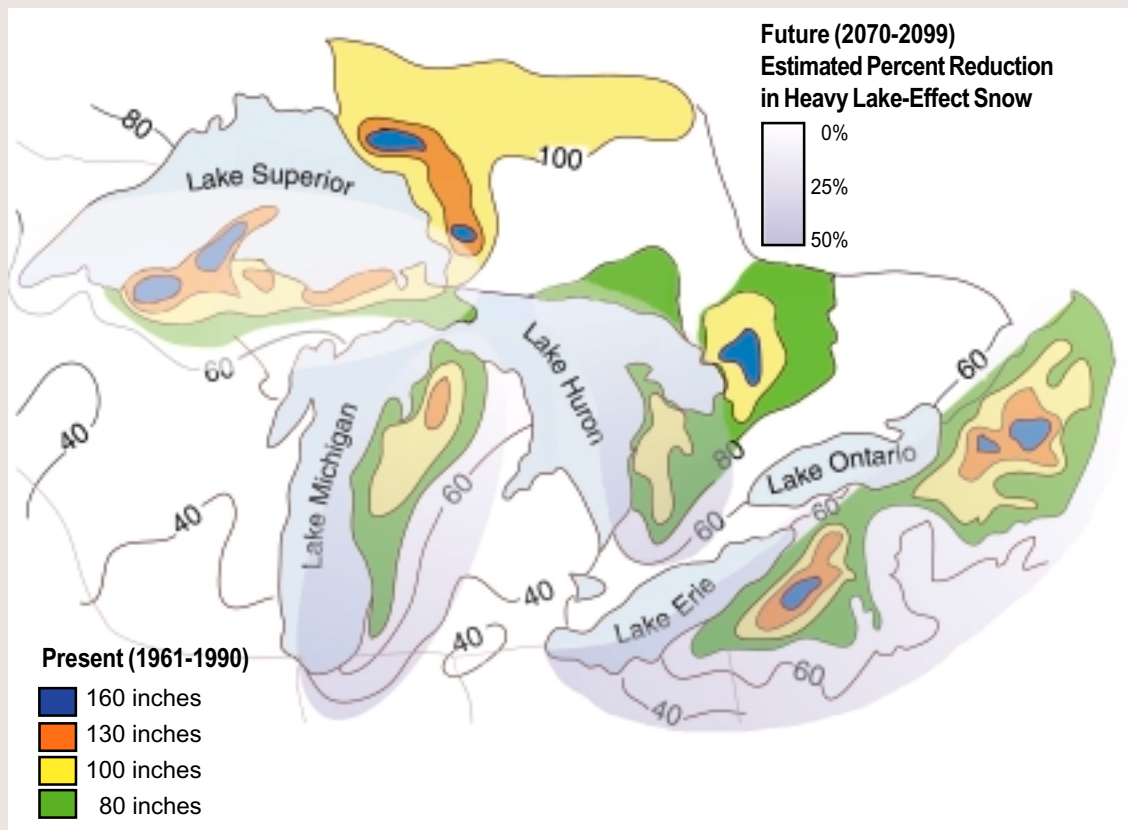 Future (2070-2099)
Estimated Percent Reduction
in Heavy Lake-Effect Snow
0%
25%
50%
80
100
Lake Superior
60
60
Lake Huron
40
Lake Michigan
60
80
Lake Ontario
40
60
60
40
Lake Erie
40
60
40
Present (1961-1990)
160 inches
130 inches
100 inches
80 inches